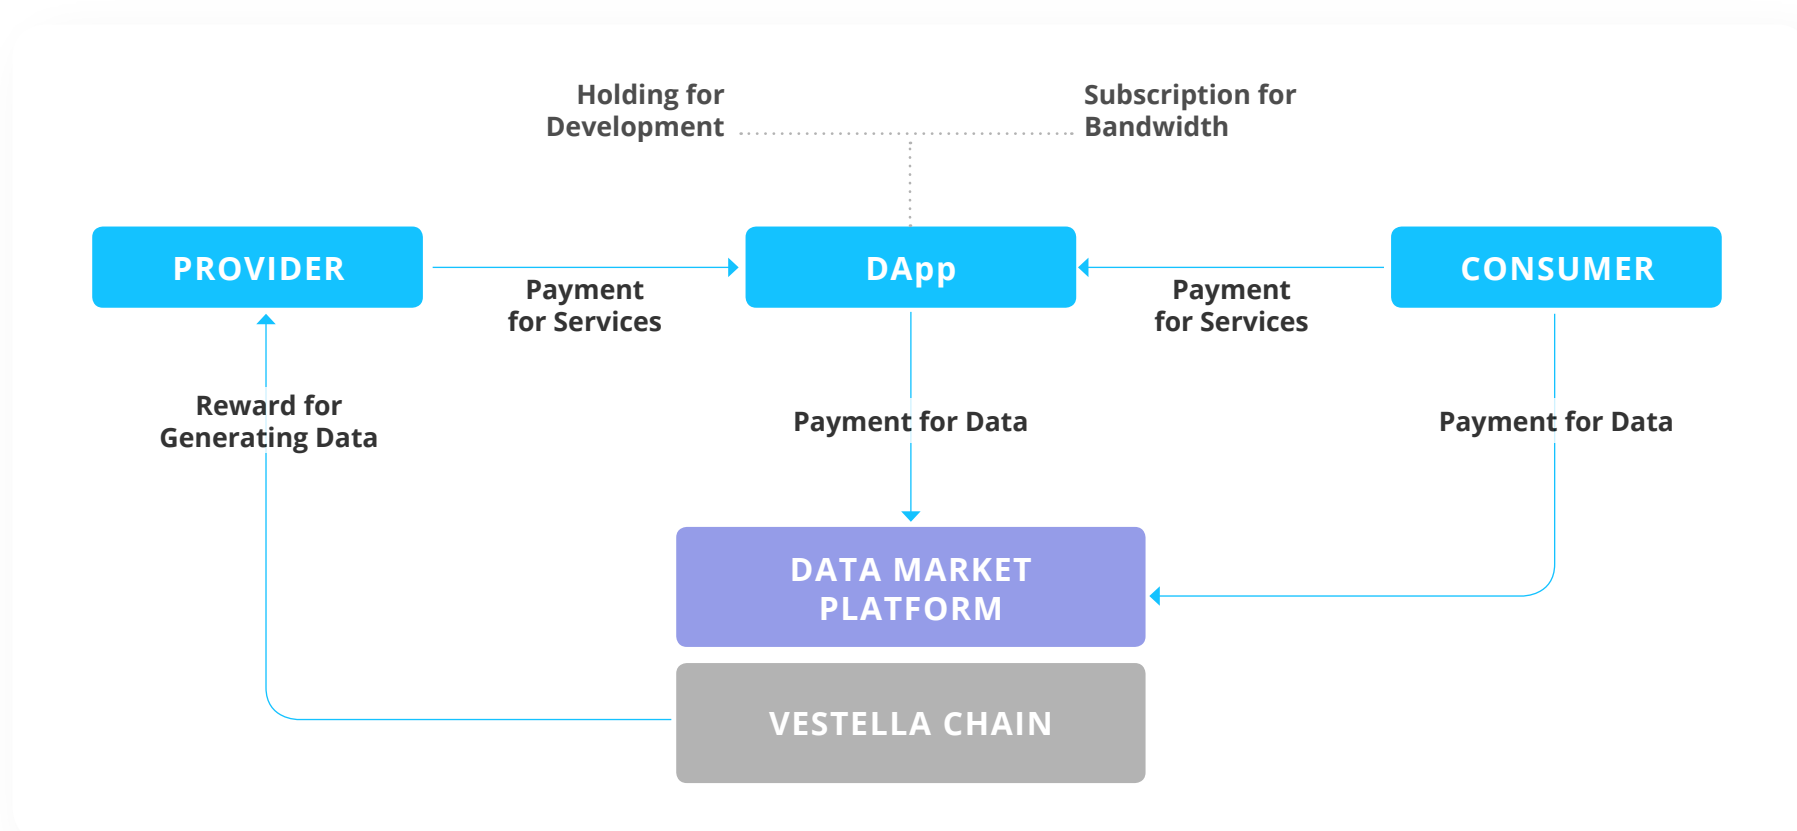 Holding for
Development
Subscription for
Bandwidth
PROVIDER
DApp
CONSUMER
Payment
for Services
Payment
for Services
Reward for
Generating Data
Payment for Data
Payment for Data
DATA MARKET
PLATFORM
VESTELLA CHAIN